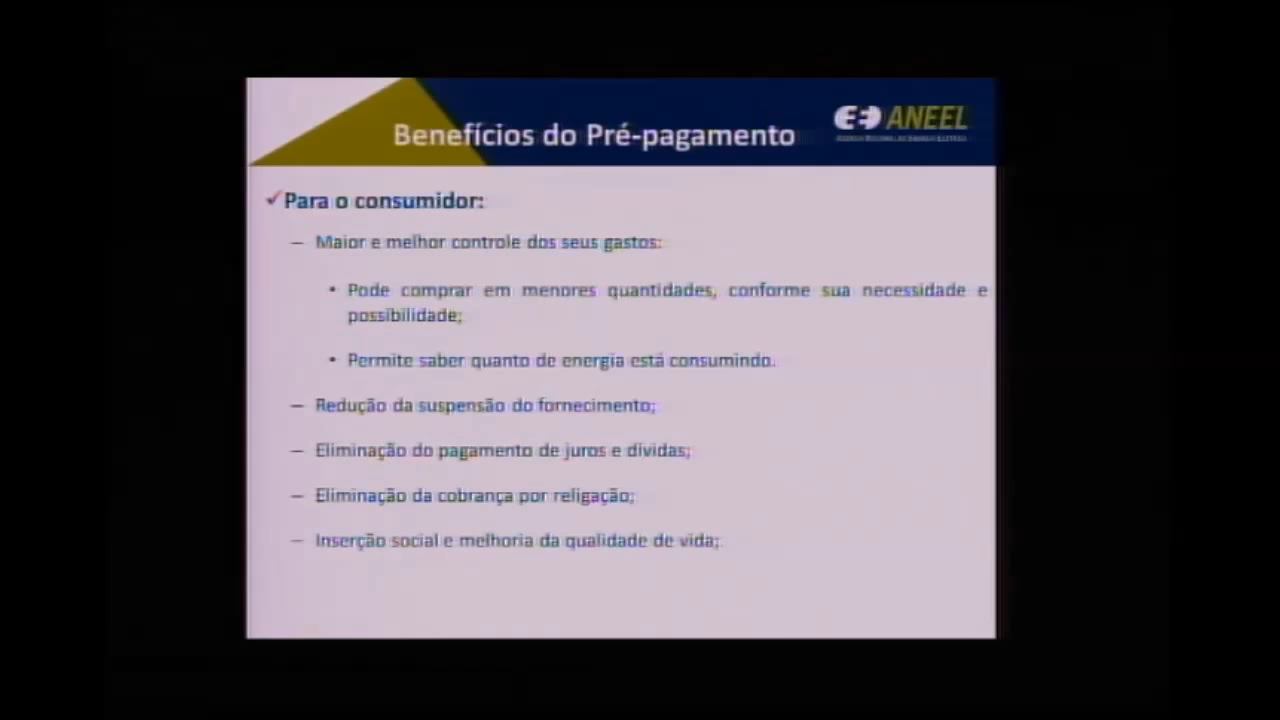 Benefícios do Pré-pagamento
ANEEL
✓Para o consumidor:
– Maior e melhor controle dos seus gastos:
• Pode comprar em menores quantidades, conforme sua necessidade e
possibilidade;
• Permite saber quanto de energia está consumindo.
– Redução da suspensão do fornecimento;
– Eliminação do pagamento de juros e dívidas;
– Eliminação da cobrança por religação;
– Inserção social e melhoria da qualidade de vida;